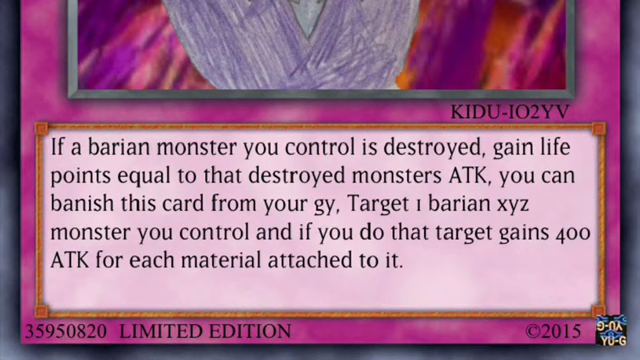 KIDU-IO2YV
If a barian monster you control is destroyed, gain life
points equal to that destroyed monsters ATK, you can
banish this card from your gy, Target 1 barian xyz
monster you control and if you do that target gains 400
ATK for each material attached to it.
35950820 LIMITED EDITION ©2015
YU-G
YU-G